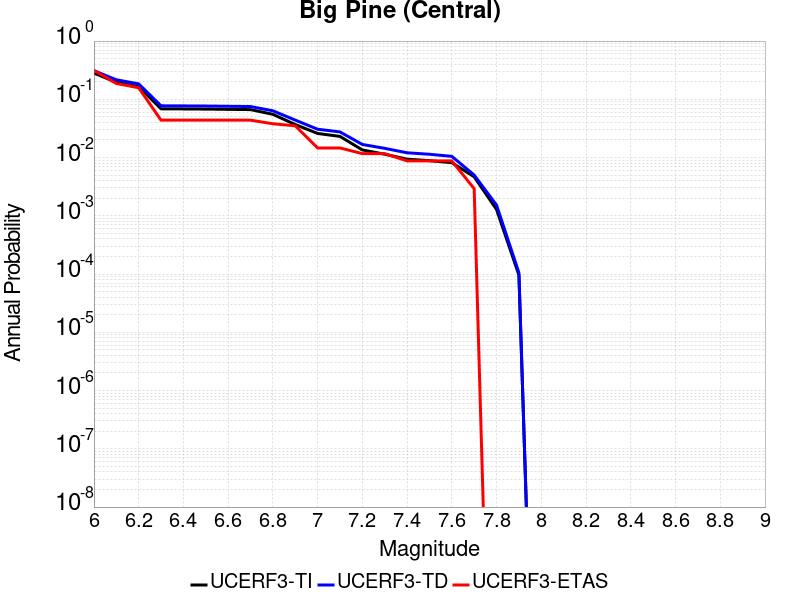 Big Pine (Central)
10^0
10^-1
10^-2
10^-3
10^-4
10^-5
10^-6
10^-7
10^-8
Annual Probability
6 6.2 6.4 6.6 6.8 7 7.2 7.4 7.6 7.8 8 8.2 8.4 8.6 8.8 9
Magnitude
UCERF3-TI UCERF3-TD UCERF3-ETAS